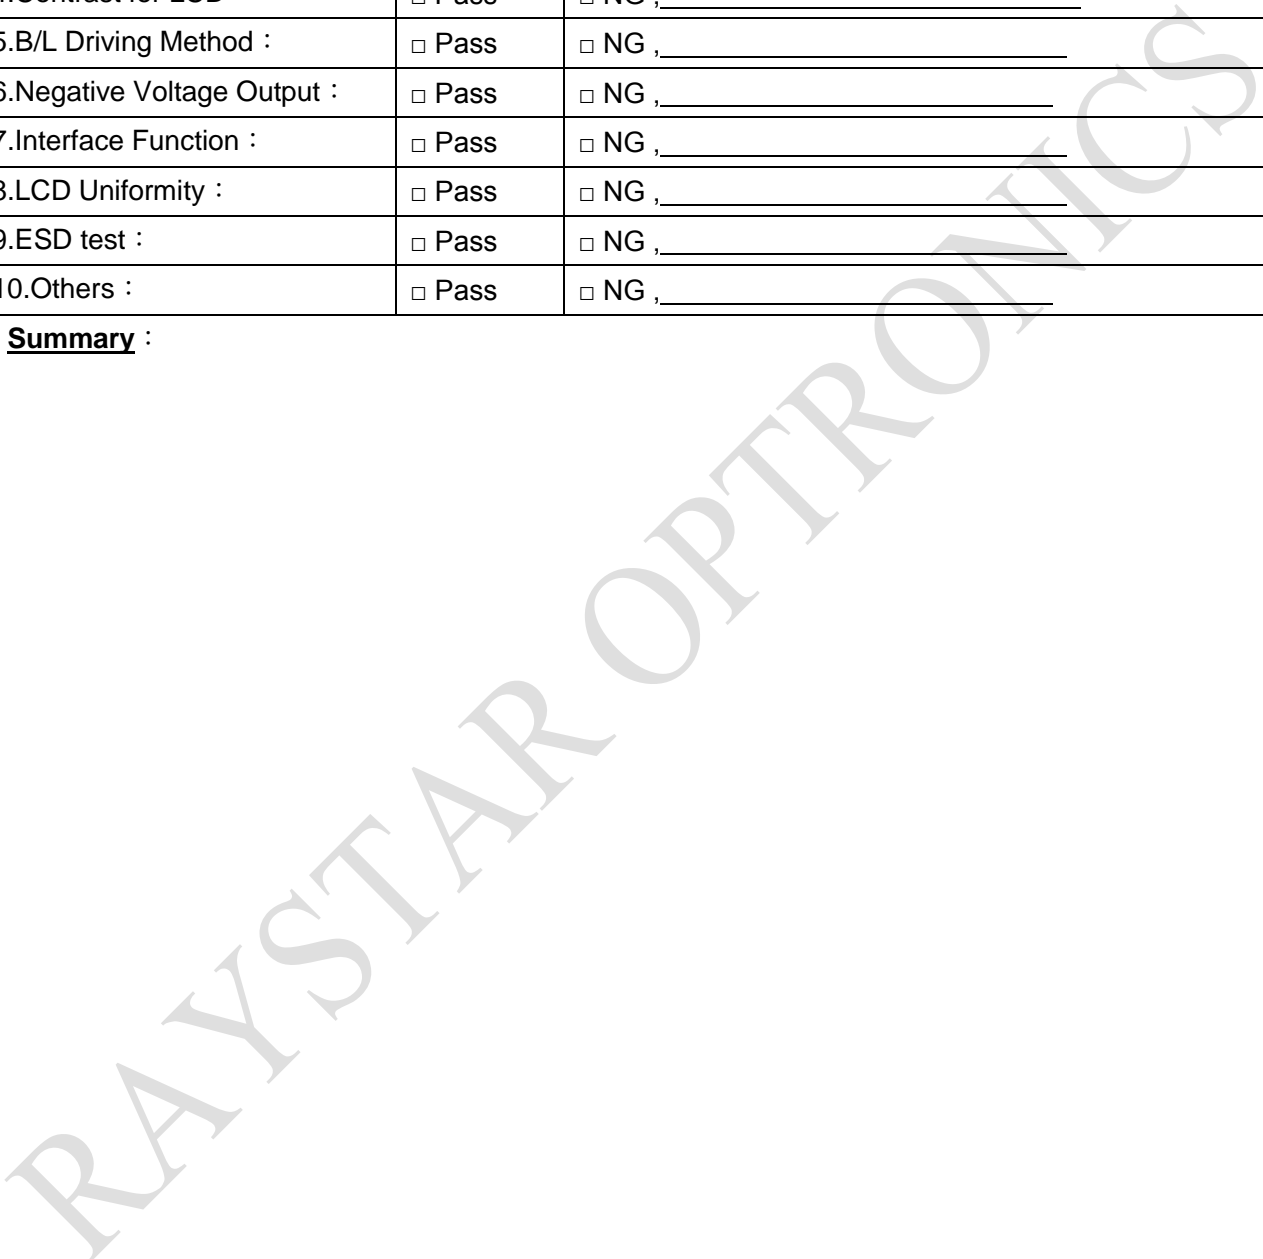 5.B/L Driving Method： □ Pass □ NG ,
6.Negative Voltage Output： □ Pass □ NG ,
7.Interface Function： □ Pass □ NG ,
8.LCD Uniformity： □ Pass □ NG ,
9.ESD test： □ Pass □ NG ,
10.Others： □ Pass □ NG ,
Summary：
RAYSTAR OPTRONICS